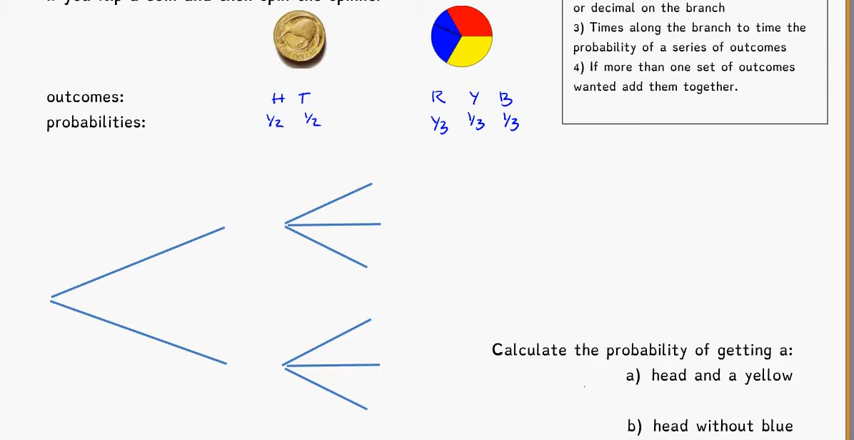 or decimal on the branch
3) Times along the branch to time the
probability of a series of outcomes
4) If more than one set of outcomes
wanted add them together.
outcomes: H T R Y B
probabilities: 1/2 1/2 1/3 1/3 1/3
Calculate the probability of getting a:
a) head and a yellow
b) head without blue